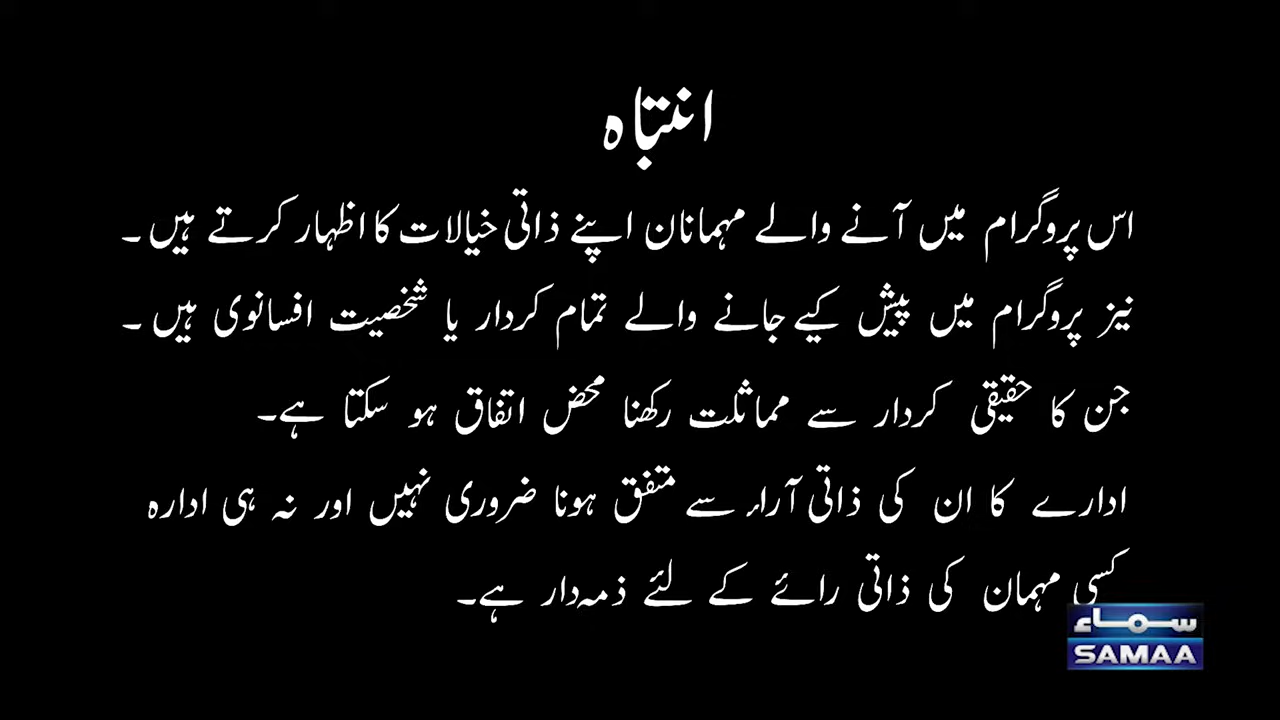 انتباہ
اس پروگرام میں آنے والے مہمانان اپنے ذاتی خیالات کا اظہار کرتے ہیں۔
نیز پروگرام میں پیش کیے جانے والے تمام کردار یا شخصیت افسانوی ہیں۔
جن کا حقیقی کردار سے مماثلت رکھنا محض اتفاق ہو سکتا ہے۔
ادارے کا ان کی ذاتی آراء سے متفق ہونا ضروری نہیں اور نہ ہی ادارہ
کسی مہمان کی ذاتی رائے کے لئے ذمہ دار ہے۔
سماء
SAMAA